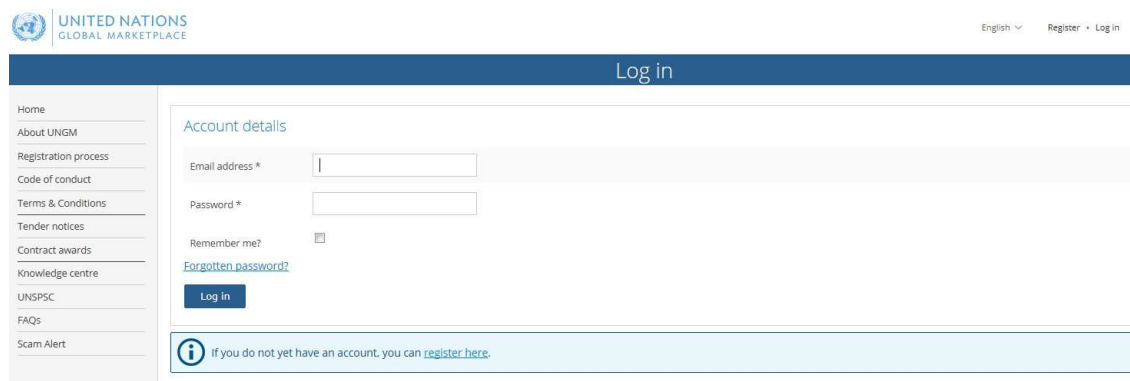 UNITED NATIONS
GLOBAL MARKETPLACE
English
Register • Log in
Log in
Home
About UNGM
Registration process
Code of conduct
Terms & Conditions
Tender notices
Contract awards
Knowledge centre
UNSPSC
FAQs
Scam Alert
Account details
Email address *
Password *
Remember me?
Forgotten password?
Log in
If you do not yet have an account, you can register here.